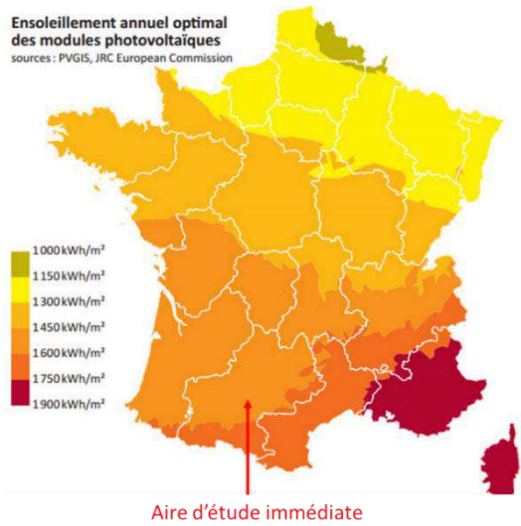 Ensoleillement annuel optimal
des modules photovoltaïques
sources : PVGIS, JRC European Commission
1000 kWh/m²
1150 kWh/m²
1300 kWh/m²
1450 kWh/m²
1600 kWh/m²
1750 kWh/m²
1900 kWh/m²
Aire d'étude immédiate